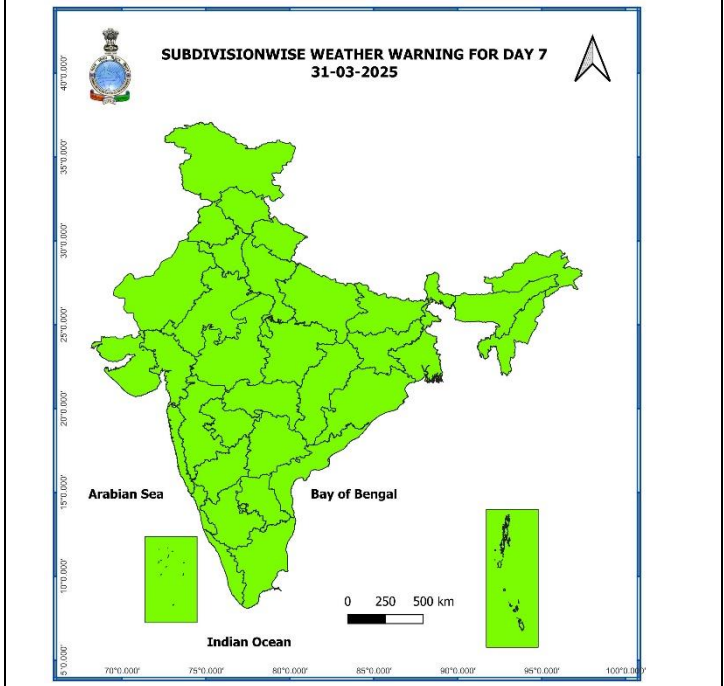 SUBDIVISIONWISE WEATHER WARNING FOR DAY 7
31-03-2025
40°0.000'
35°0.000'
30°0.000'
25°0.000'
20°0.000'
15°0.000'
10°0.000'
5°0.000'
Arabian Sea
Bay of Bengal
0 250 500 km
Indian Ocean
70°0.000' 75°0.000' 80°0.000' 85°0.000' 90°0.000' 95°0.000' 100°0.000'